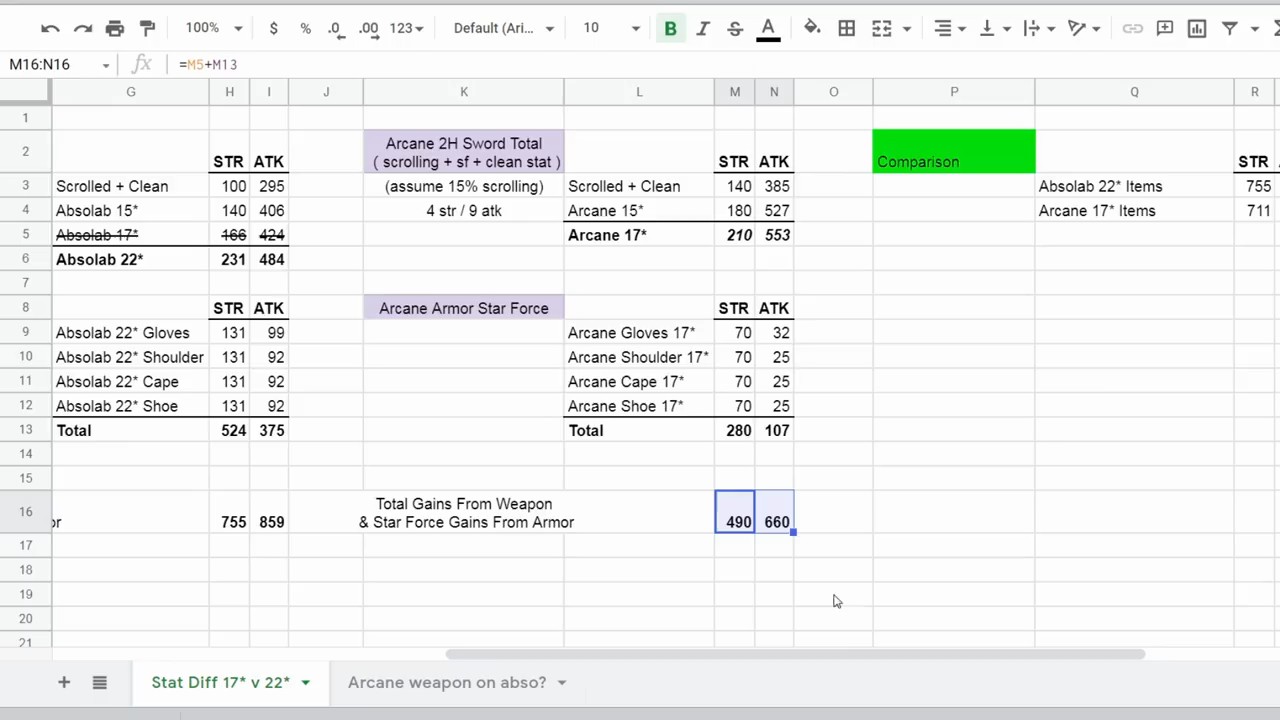 100% $ % .0 .00 123 Default (Ari... 10 B I S A
M16:N16 fx =M5+M13
G H I J K L M N O P Q R
1
2 STR ATK Arcane 2H Sword Total STR ATK Comparison STR
( scrolling + sf + clean stat )
3 Scrolled + Clean 100 295 (assume 15% scrolling) Scrolled + Clean 140 385 Absolab 22* Items 755
4 Absolab 15* 140 406 4 str / 9 atk Arcane 15* 180 527 Arcane 17* Items 711
5 Absolab 17* 166 424 Arcane 17* 210 553
6 Absolab 22* 231 484
7
8 STR ATK Arcane Armor Star Force STR ATK
9 Absolab 22* Gloves 131 99 Arcane Gloves 17* 70 32
10 Absolab 22* Shoulder 131 92 Arcane Shoulder 17* 70 25
11 Absolab 22* Cape 131 92 Arcane Cape 17* 70 25
12 Absolab 22* Shoe 131 92 Arcane Shoe 17* 70 25
13 Total 524 375 Total 280 107
14
15
Total Gains From Weapon
16 or 755 859 & Star Force Gains From Armor 490 660
17
18
19
20
21
Stat Diff 17* v 22* Arcane weapon on abso?